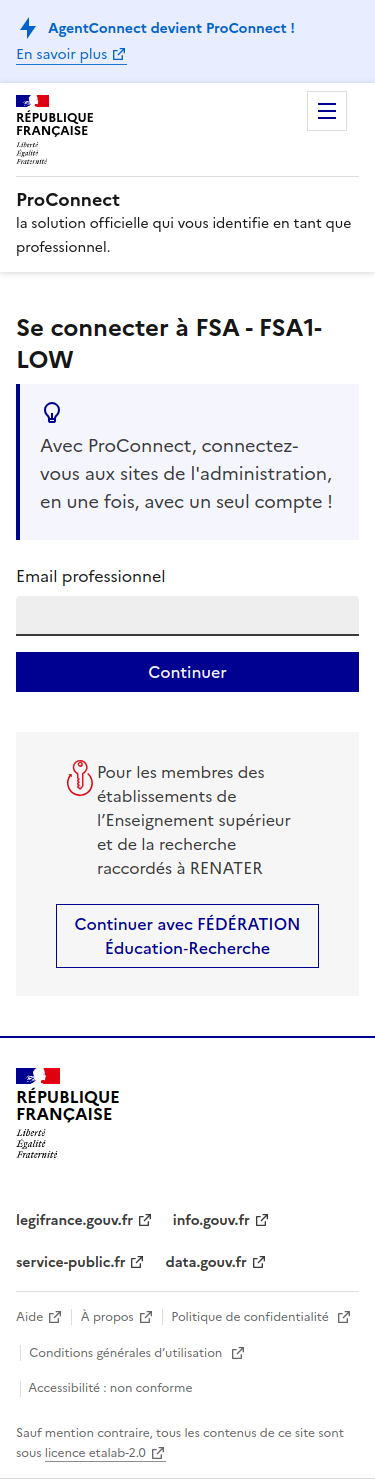 AgentConnect devient ProConnect !
En savoir plus
RÉPUBLIQUE
FRANÇAISE
Liberté
Égalité
Fraternité
ProConnect
la solution officielle qui vous identifie en tant que
professionnel.
Se connecter à FSA - FSA1-
LOW
Avec ProConnect, connectez-
vous aux sites de l'administration,
en une fois, avec un seul compte !
Email professionnel
Continuer
Pour les membres des
établissements de
l’Enseignement supérieur
et de la recherche
raccordés à RENATER
Continuer avec FÉDÉRATION
Éducation-Recherche
RÉPUBLIQUE
FRANÇAISE
Liberté
Égalité
Fraternité
legifrance.gouv.fr info.gouv.fr
service-public.fr data.gouv.fr
Aide À propos Politique de confidentialité
Conditions générales d’utilisation
Accessibilité : non conforme
Sauf mention contraire, tous les contenus de ce site sont
sous licence etalab-2.0